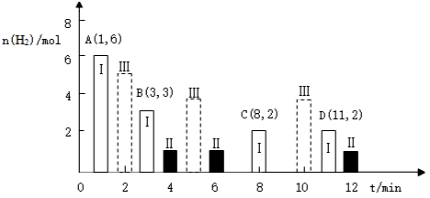 n(H₂)/mol
8
6
4
2
A(1,6)
I
III
B(3,3)
I
II
III
II
C(8,2)
I
III
D(11,2)
I
II
0 2 4 6 8 10 12 t/min